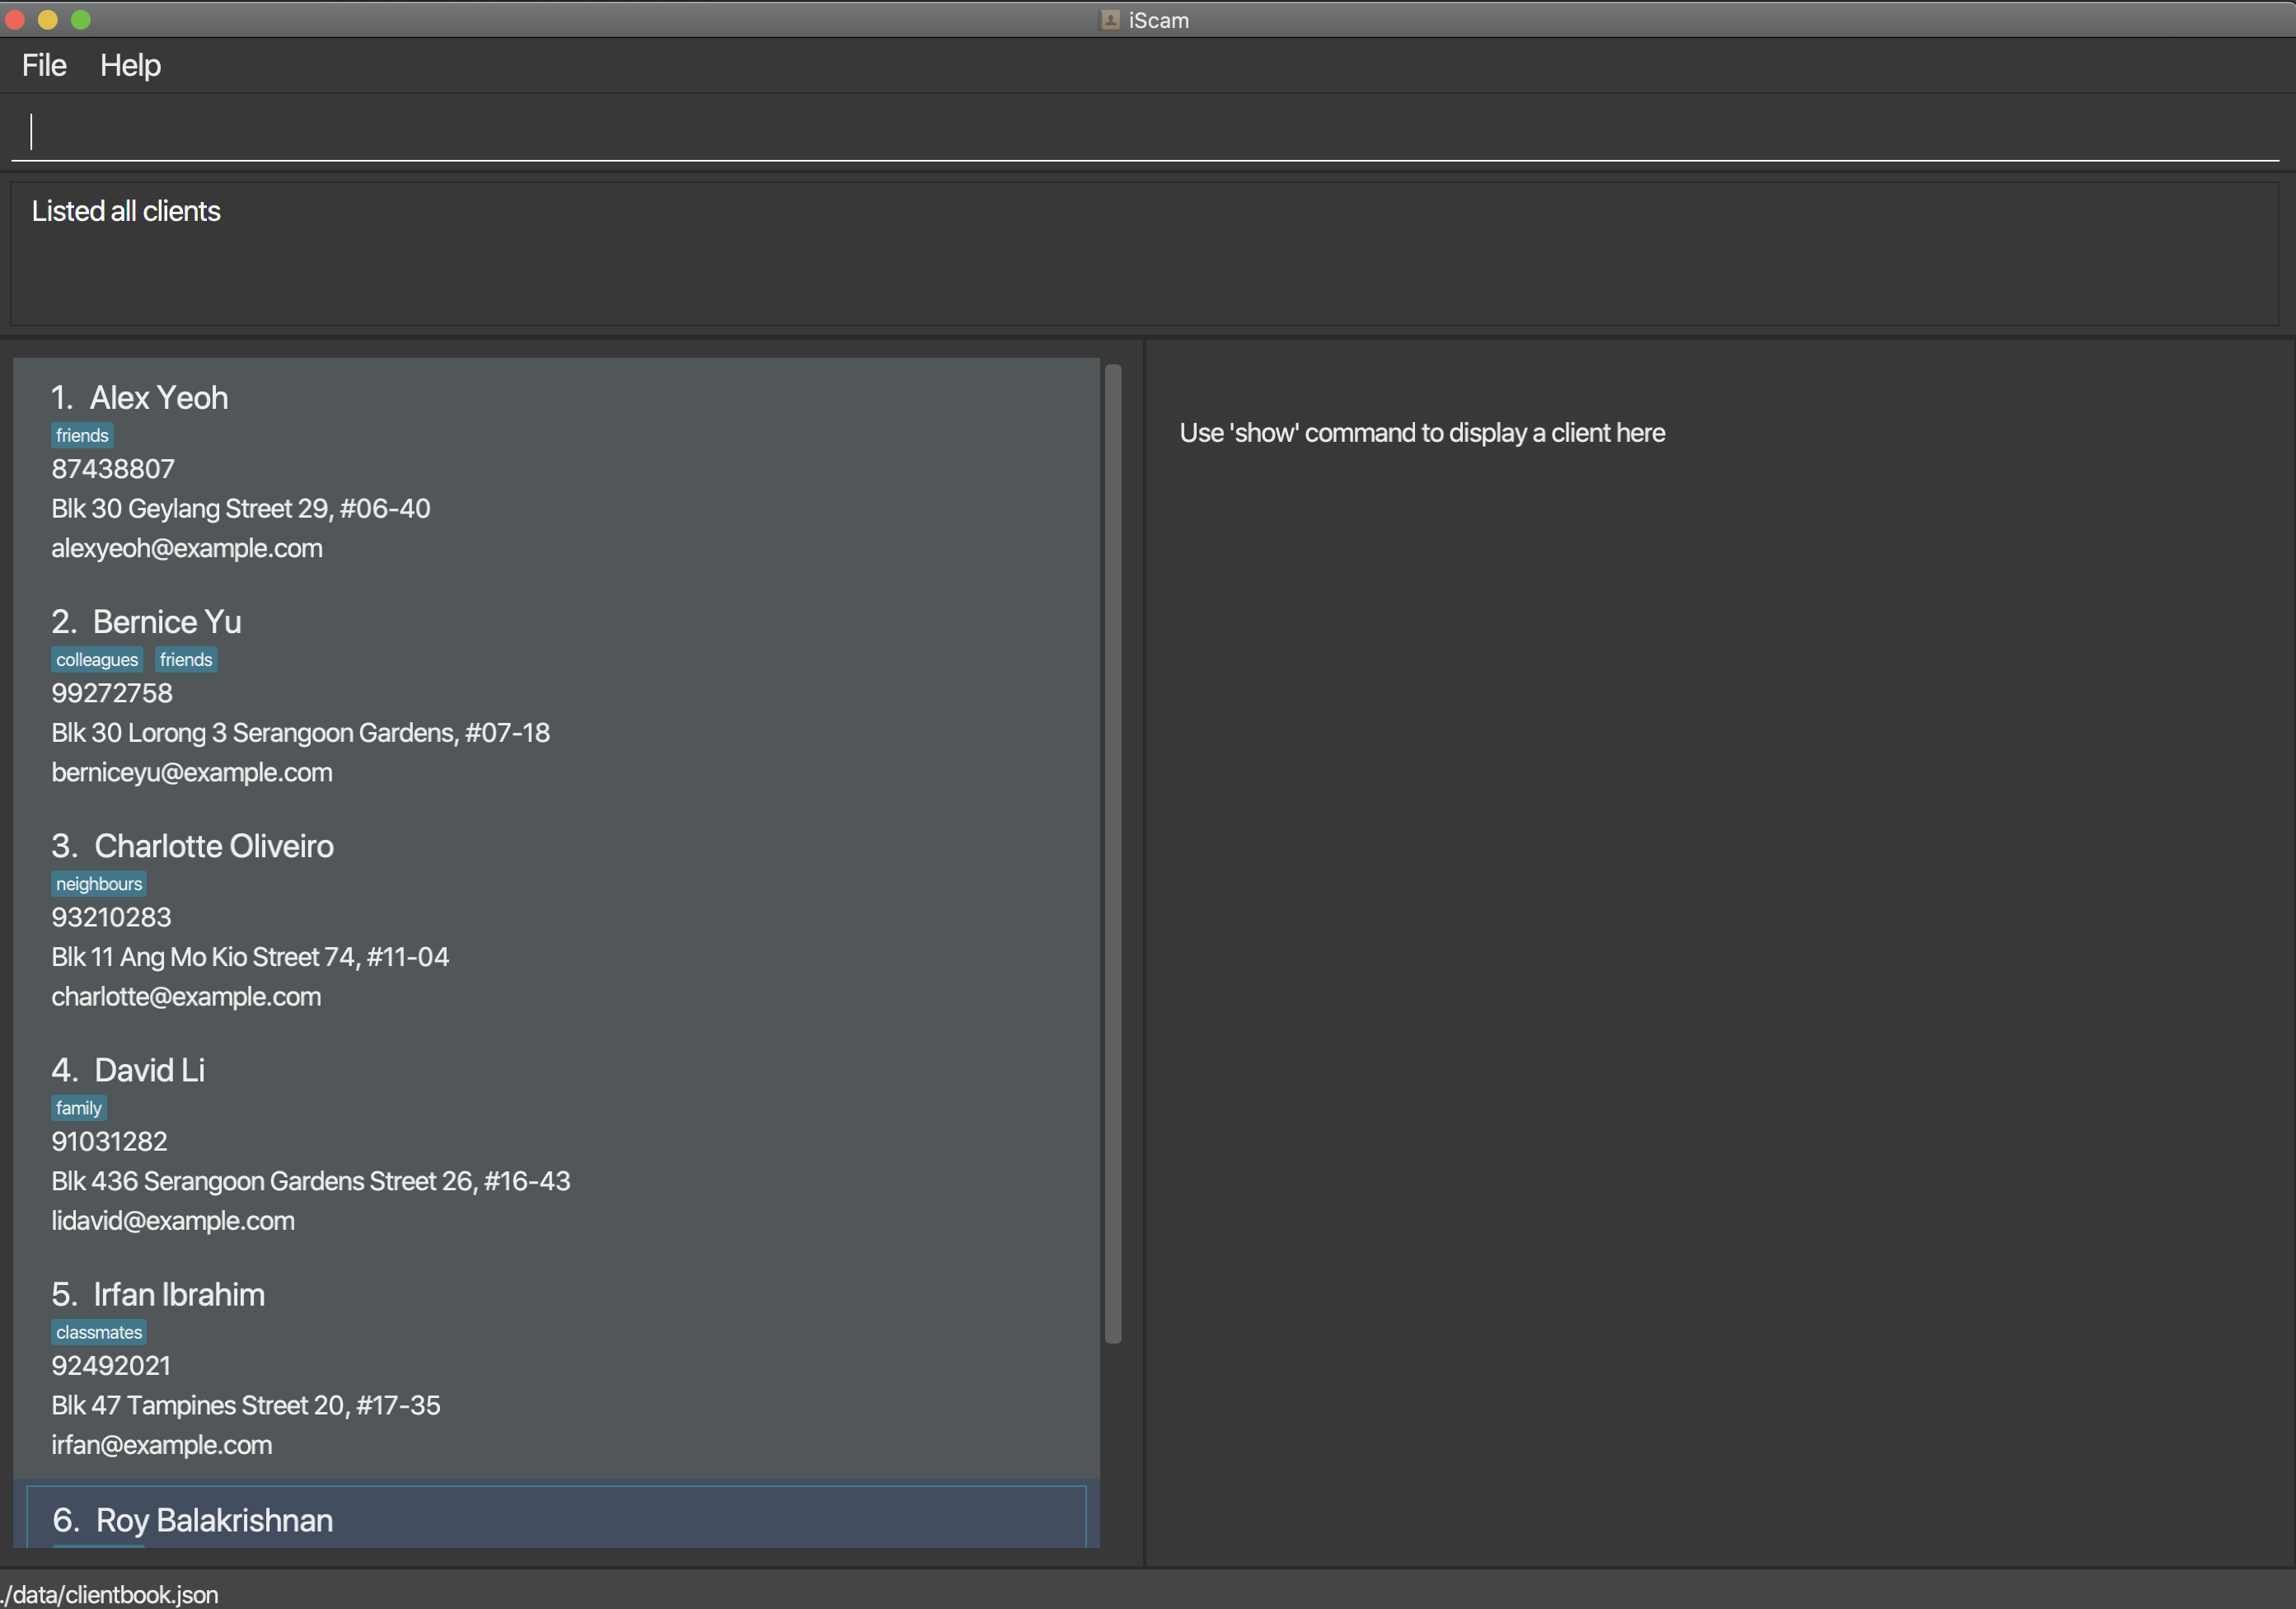 iScam
File Help
Listed all clients
1. Alex Yeoh
friends
87438807
Blk 30 Geylang Street 29, #06-40
alexyeoh@example.com
2. Bernice Yu
colleagues friends
99272758
Blk 30 Lorong 3 Serangoon Gardens, #07-18
berniceyu@example.com
3. Charlotte Oliveiro
neighbours
93210283
Blk 11 Ang Mo Kio Street 74, #11-04
charlotte@example.com
4. David Li
family
91031282
Blk 436 Serangoon Gardens Street 26, #16-43
lidavid@example.com
5. Irfan Ibrahim
classmates
92492021
Blk 47 Tampines Street 20, #17-35
irfan@example.com
6. Roy Balakrishnan
Use 'show' command to display a client here
./data/clientbook.json